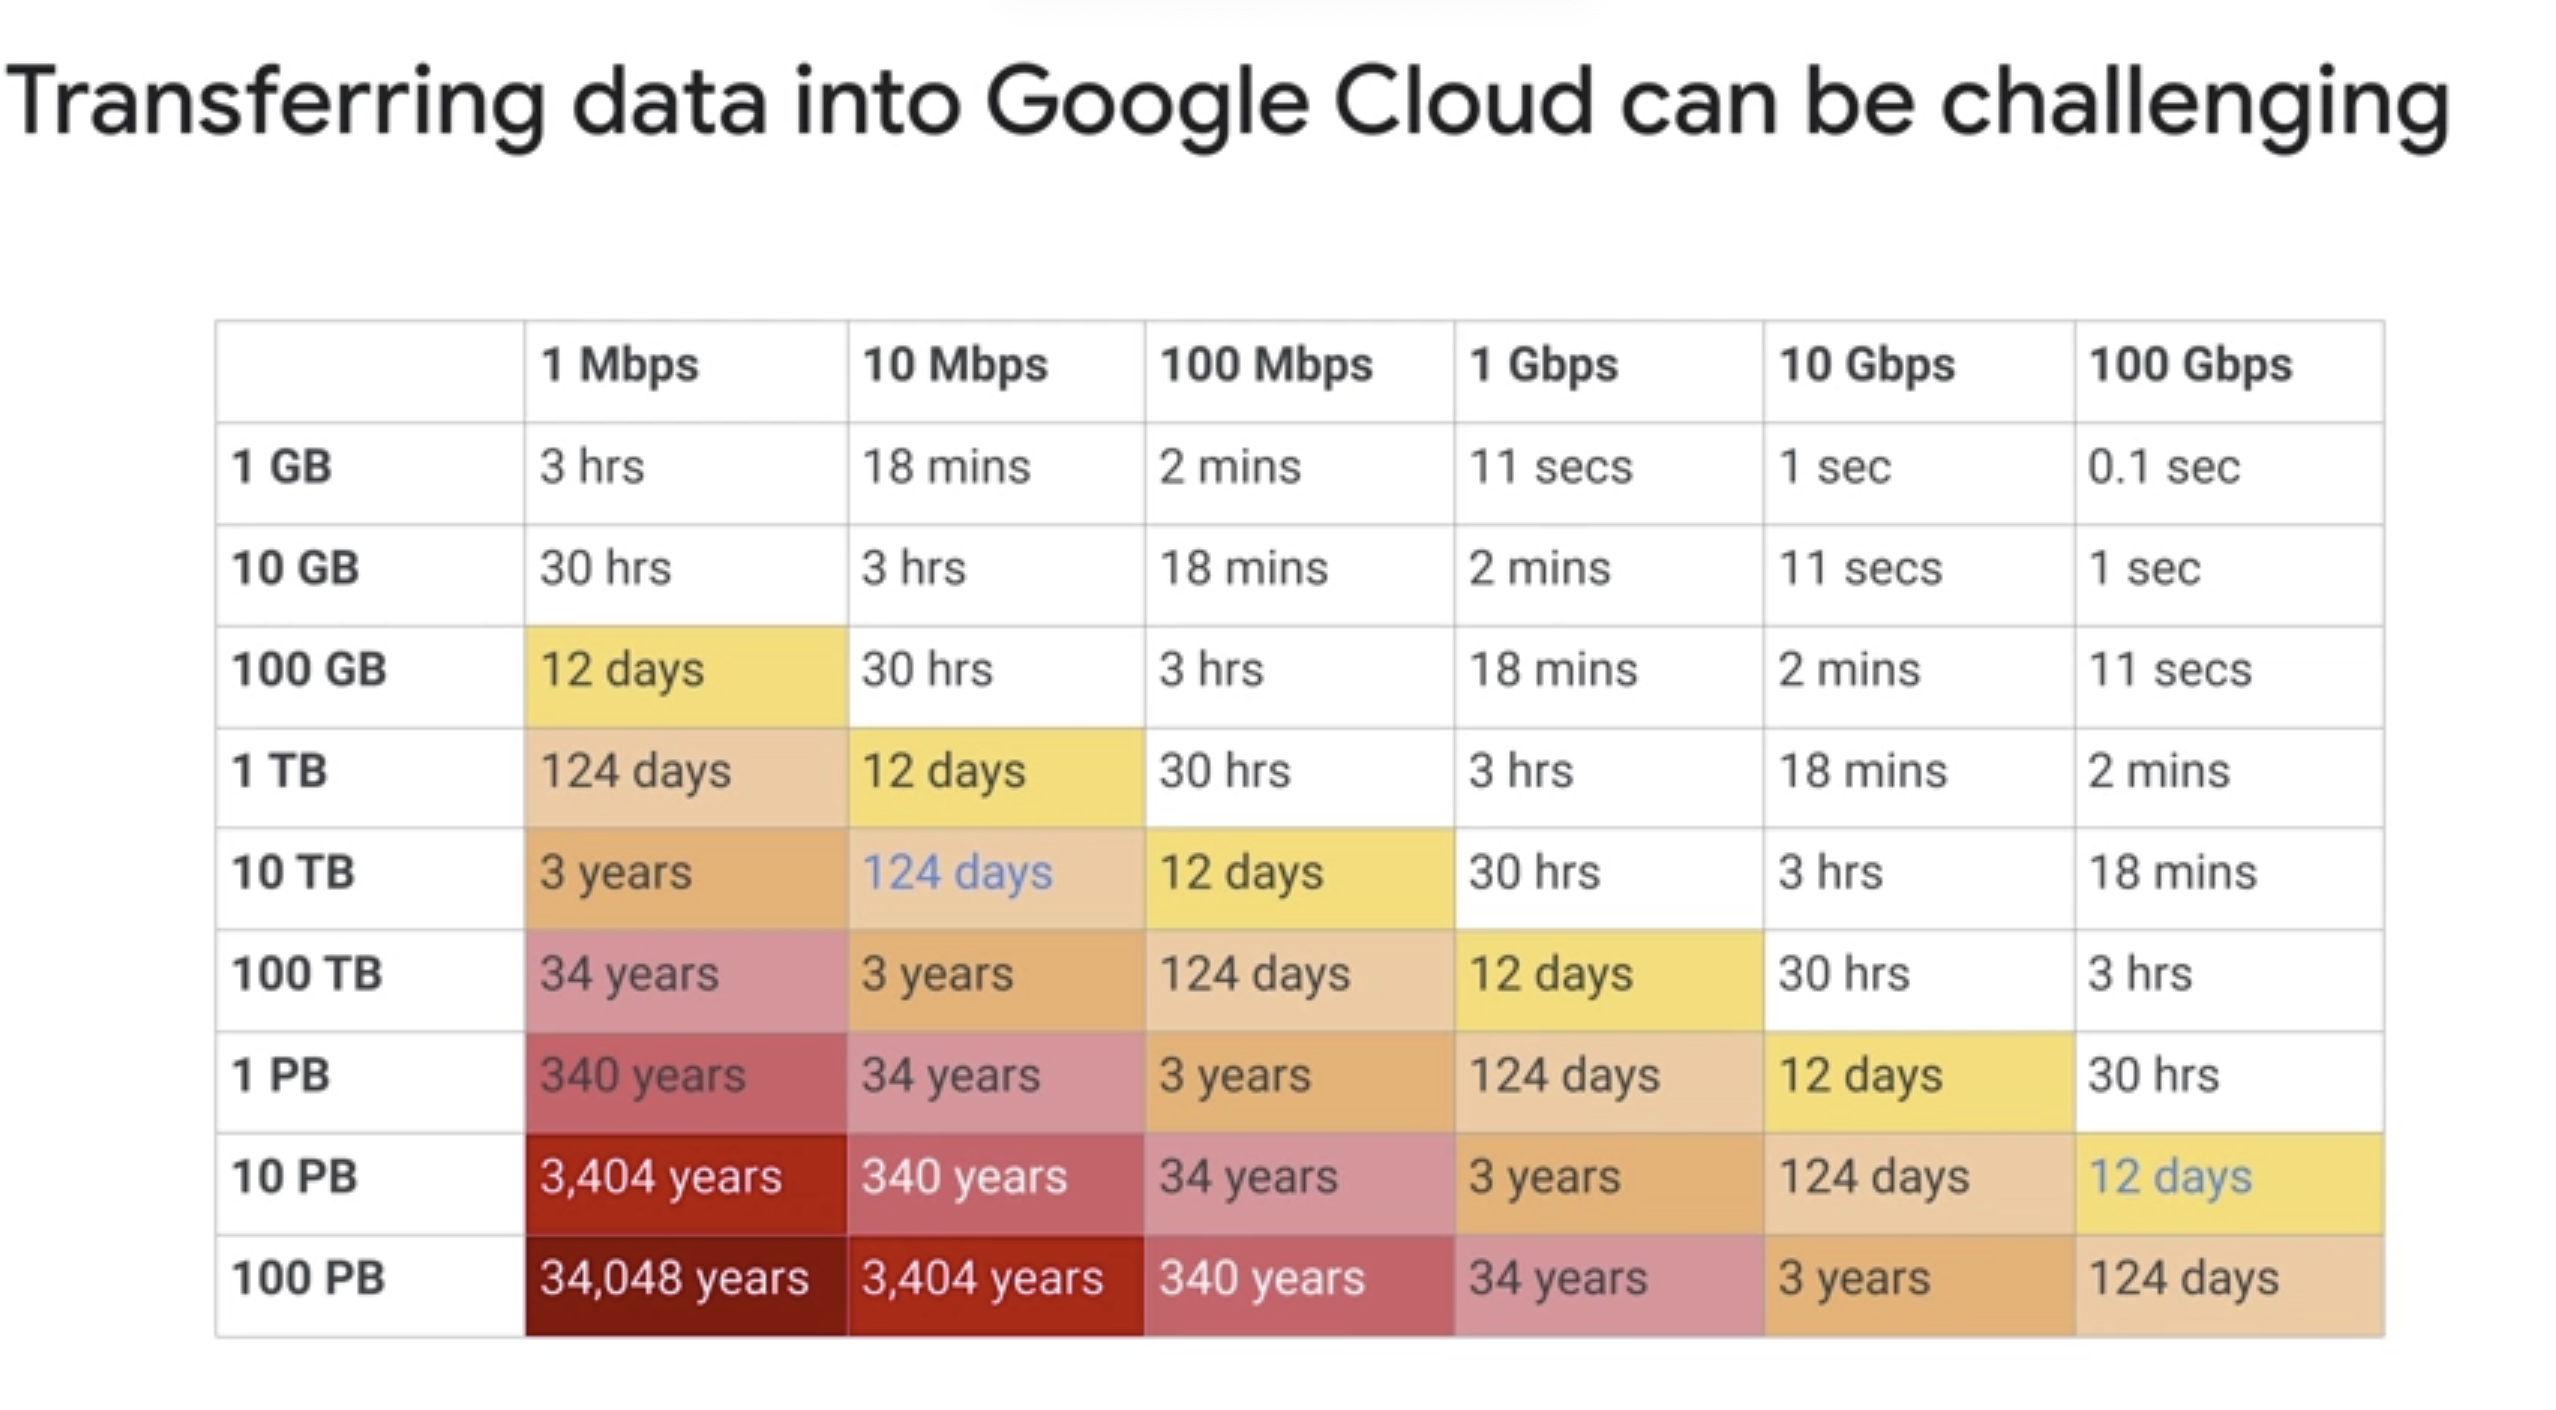 Transferring data into Google Cloud can be challenging
1 Mbps 10 Mbps 100 Mbps 1 Gbps 10 Gbps 100 Gbps
1 GB 3 hrs 18 mins 2 mins 11 secs 1 sec 0.1 sec
10 GB 30 hrs 3 hrs 18 mins 2 mins 11 secs 1 sec
100 GB 12 days 30 hrs 3 hrs 18 mins 2 mins 11 secs
1 TB 124 days 12 days 30 hrs 3 hrs 18 mins 2 mins
10 TB 3 years 124 days 12 days 30 hrs 3 hrs 18 mins
100 TB 34 years 3 years 124 days 12 days 30 hrs 3 hrs
1 PB 340 years 34 years 3 years 124 days 12 days 30 hrs
10 PB 3,404 years 340 years 34 years 3 years 124 days 12 days
100 PB 34,048 years 3,404 years 340 years 34 years 3 years 124 days